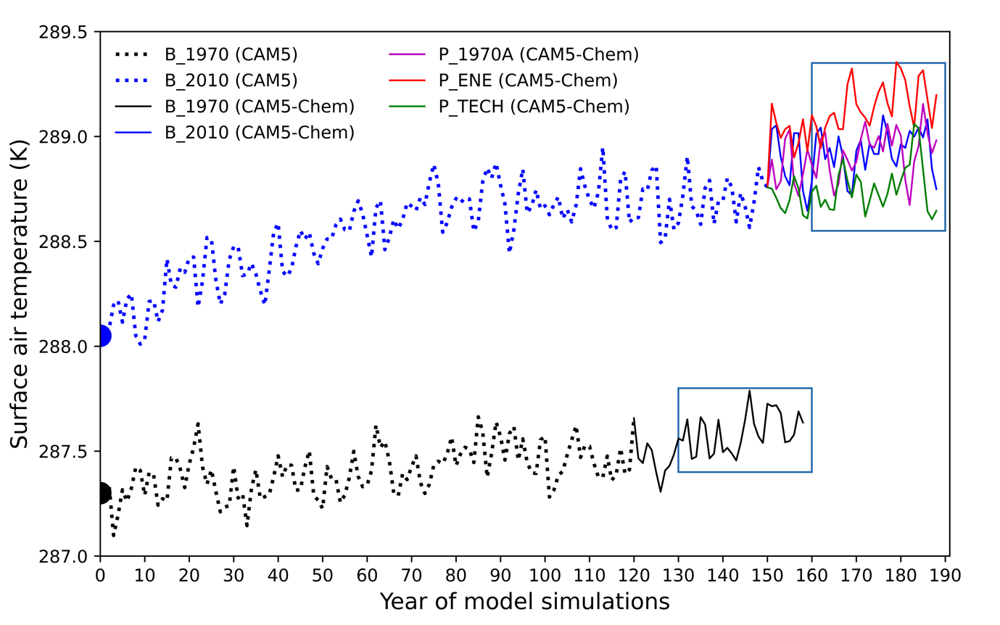 289.5
289.0
288.5
288.0
287.5
287.0
Surface air temperature (K)
B_1970 (CAM5)
B_2010 (CAM5)
B_1970 (CAM5-Chem)
B_2010 (CAM5-Chem)
P_1970A (CAM5-Chem)
P_ENE (CAM5-Chem)
P_TECH (CAM5-Chem)
0 10 20 30 40 50 60 70 80 90 100 110 120 130 140 150 160 170 180 190
Year of model simulations